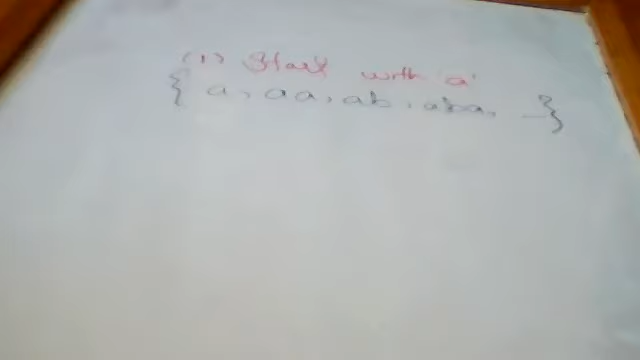 (1) Start with 'a'
{ a, aa, ab, aba, - }